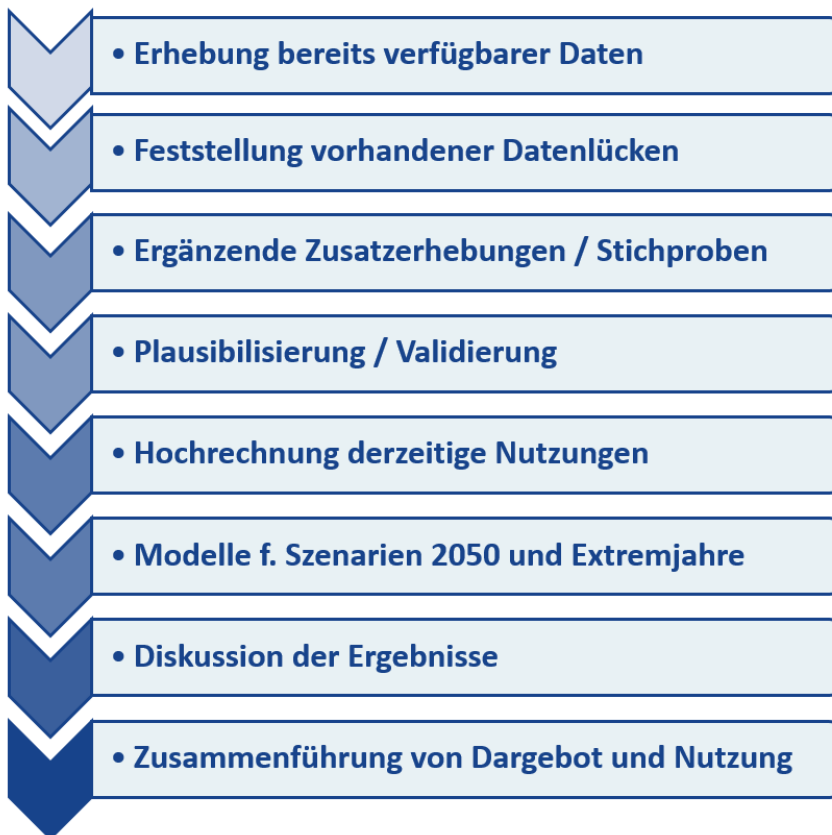 • Erhebung bereits verfügbarer Daten
• Feststellung vorhandener Datenlücken
• Ergänzende Zusatzerhebungen / Stichproben
• Plausibilisierung / Validierung
• Hochrechnung derzeitige Nutzungen
• Modelle f. Szenarien 2050 und Extremjahre
• Diskussion der Ergebnisse
• Zusammenführung von Dargebot und Nutzung